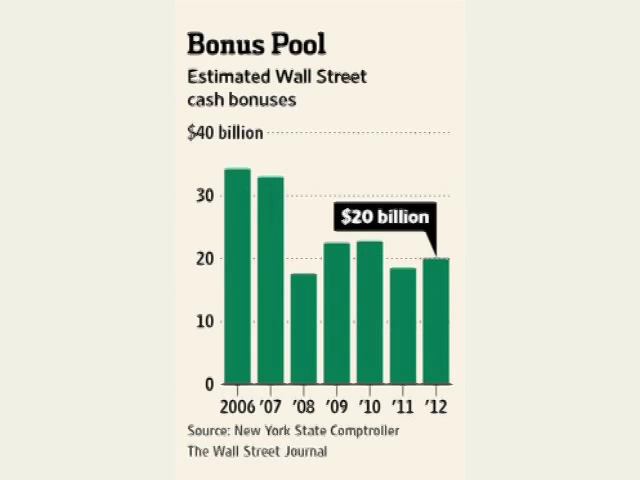 Bonus Pool
Estimated Wall Street
cash bonuses
$40 billion
30
$20 billion
20
10
0
2006 '07 '08 '09 '10 '11 '12
Source: New York State Comptroller
The Wall Street Journal